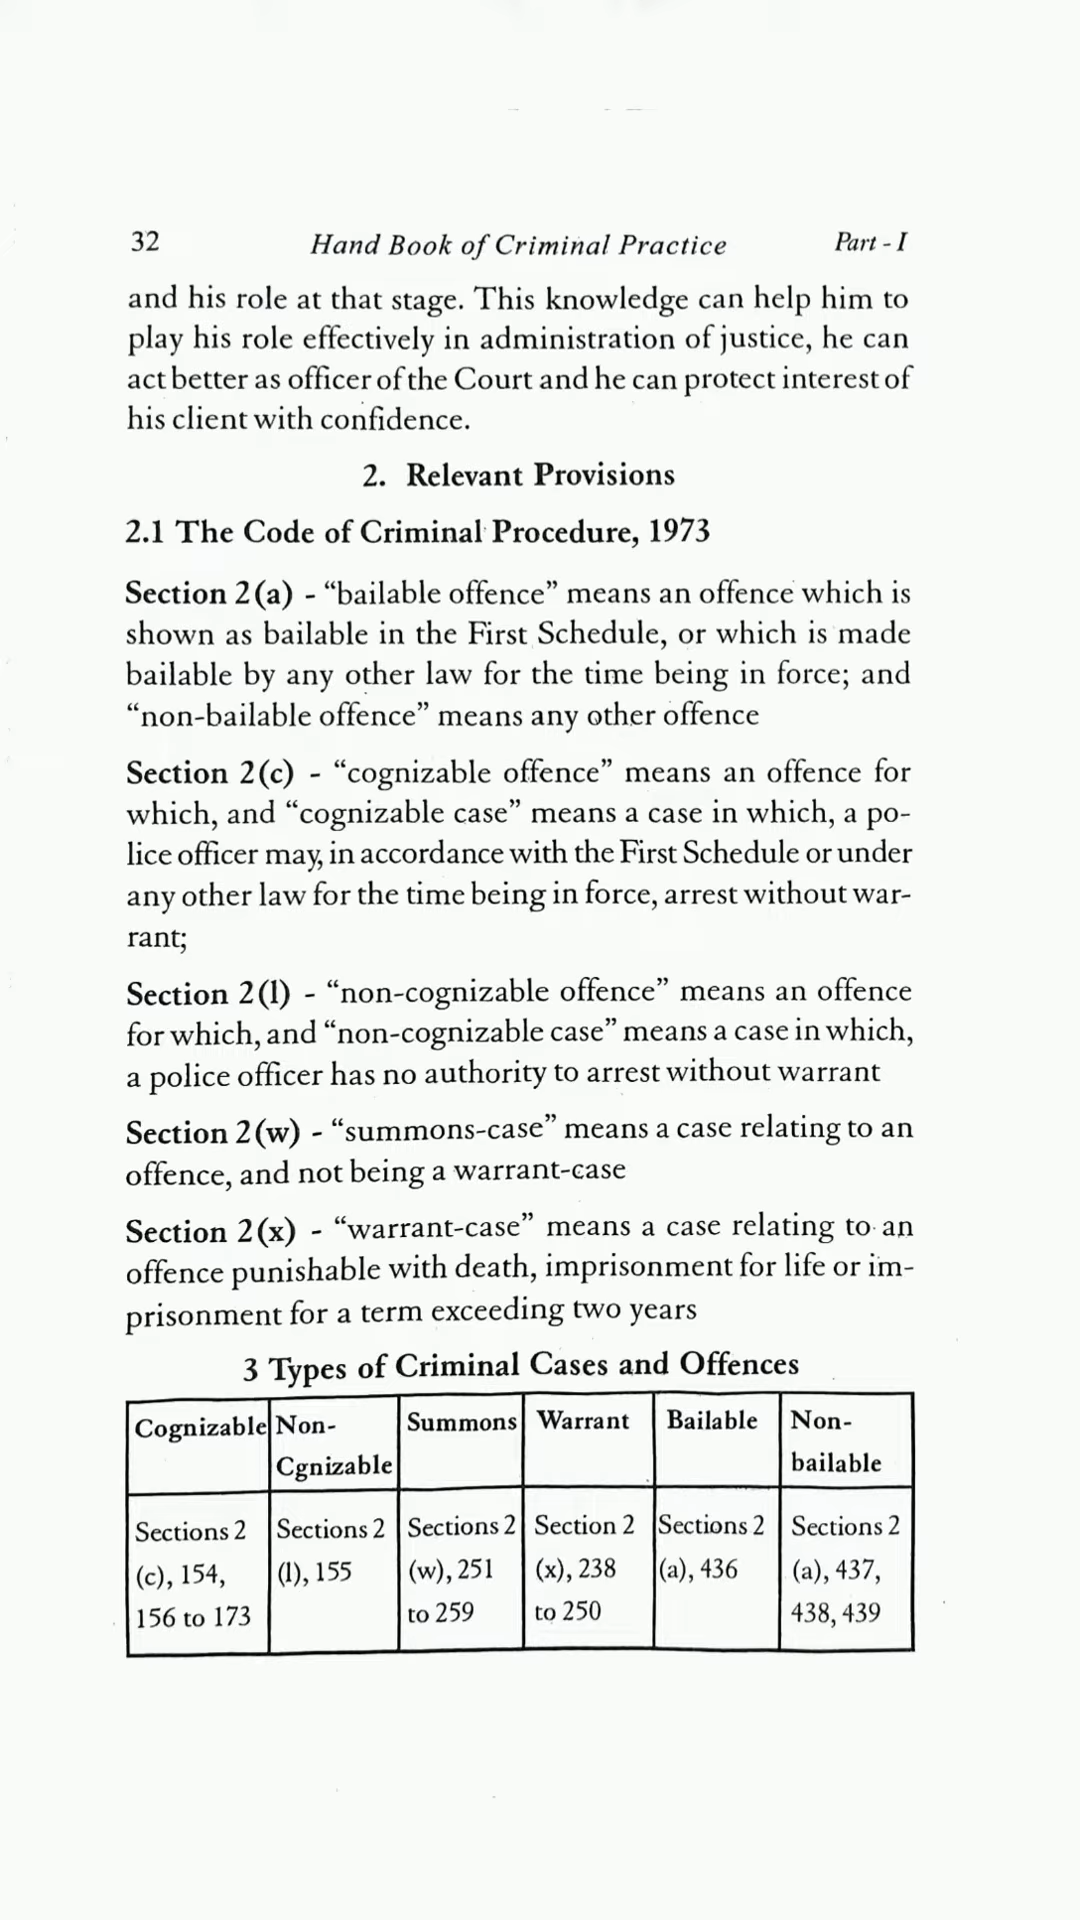 32 Hand Book of Criminal Practice Part - I
and his role at that stage. This knowledge can help him to
play his role effectively in administration of justice, he can
act better as officer of the Court and he can protect interest of
his client with confidence.
2. Relevant Provisions
2.1 The Code of Criminal Procedure, 1973
Section 2(a) - “bailable offence” means an offence which is
shown as bailable in the First Schedule, or which is made
bailable by any other law for the time being in force; and
“non-bailable offence” means any other offence
Section 2(c) - “cognizable offence” means an offence for
which, and “cognizable case” means a case in which, a po-
lice officer may, in accordance with the First Schedule or under
any other law for the time being in force, arrest without war-
rant;
Section 2(l) - “non-cognizable offence” means an offence
for which, and “non-cognizable case” means a case in which,
a police officer has no authority to arrest without warrant
Section 2(w) - “summons-case” means a case relating to an
offence, and not being a warrant-case
Section 2(x) - “warrant-case” means a case relating to an
offence punishable with death, imprisonment for life or im-
prisonment for a term exceeding two years
3 Types of Criminal Cases and Offences
Cognizable Non- Summons Warrant Bailable Non-
Cgnizable bailable
Sections 2 Sections 2 Sections 2 Section 2 Sections 2 Sections 2
(c), 154, (l), 155 (w), 251 (x), 238 (a), 436 (a), 437,
156 to 173 to 259 to 250 438, 439